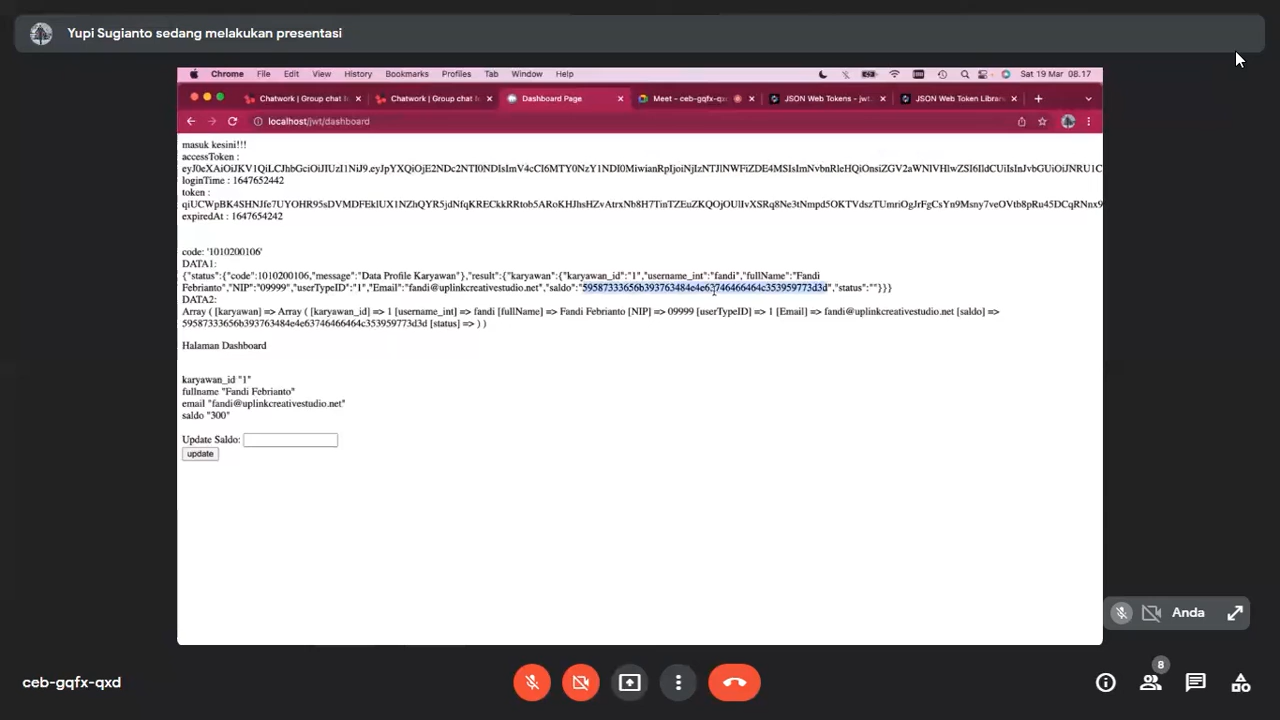 Yupi Sugianto sedang melakukan presentasi
Chrome File Edit View History Bookmarks Profiles Tab Window Help Sat 19 Mar 08.17
Chatwork | Group chat Chatwork | Group chat Dashboard Page Meet - ceb-gqfx-qx JSON Web Tokens - jwt. JSON Web Token Librar
localhost/jwt/dashboard
masuk kesini!!!
accessToken :
loginTime : 1647652442
token :
expiredAt : 1647654242
code: '1010200106'
DATA1:
{"status":{"code":1010200106,"message":"Data Profile Karyawan"},"result":{"karyawan":{"karyawan_id":"1","username_int":"fandi","fullName":"Fandi
Febrianto","NIP":"09999","userTypeID":"1","Email":"fandi@uplinkcreativestudio.net","saldo":"59587333656b393763484e4e63746466464c353959773d3d","status":""}}}
DATA2:
Array ( [karyawan] => Array ( [karyawan_id] => 1 [username_int] => fandi [fullName] => Fandi Febrianto [NIP] => 09999 [userTypeID] => 1 [Email] => fandi@uplinkcreativestudio.net [saldo] =>
59587333656b393763484e4e63746466464c353959773d3d [status] => ) )
Halaman Dashboard
karyawan_id "1"
fullname "Fandi Febrianto"
email "fandi@uplinkcreativestudio.net"
saldo "300"
Update Saldo:
update
Anda
8
ceb-gqfx-qxd